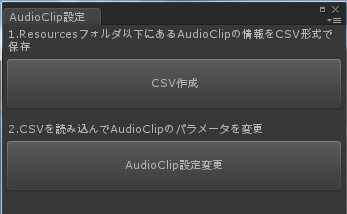 AudioClip設定
1.Resourcesフォルダ以下にあるAudioClipの情報をCSV形式で
保存
CSV作成
2.CSVを読み込んでAudioClipのパラメータを変更
AudioClip設定変更